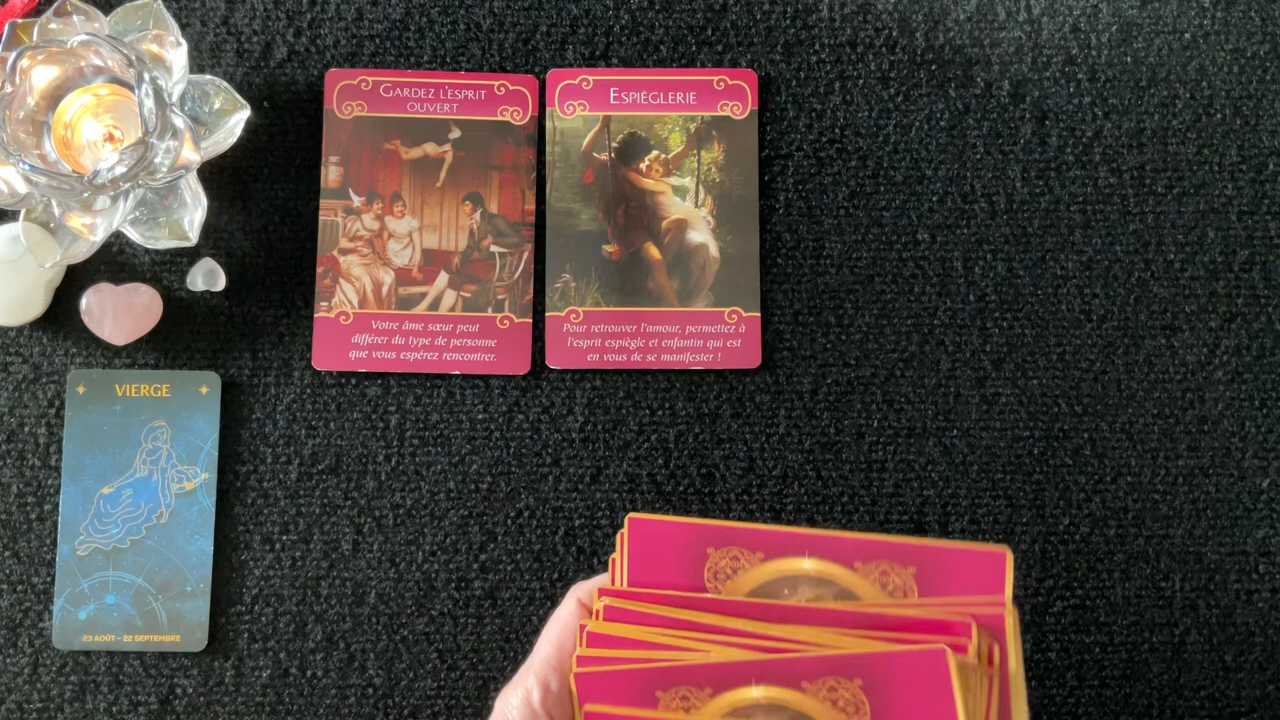 GARDEZ L'ESPRIT
OUVERT
Votre âme sœur peut
différer du type de personne
que vous espérez rencontrer.
ESPIÈGLERIE
Pour retrouver l'amour, permettez à
l'esprit espiègle et enfantin qui est
en vous de se manifester !
VIERGE
23 AOÛT - 22 SEPTEMBRE